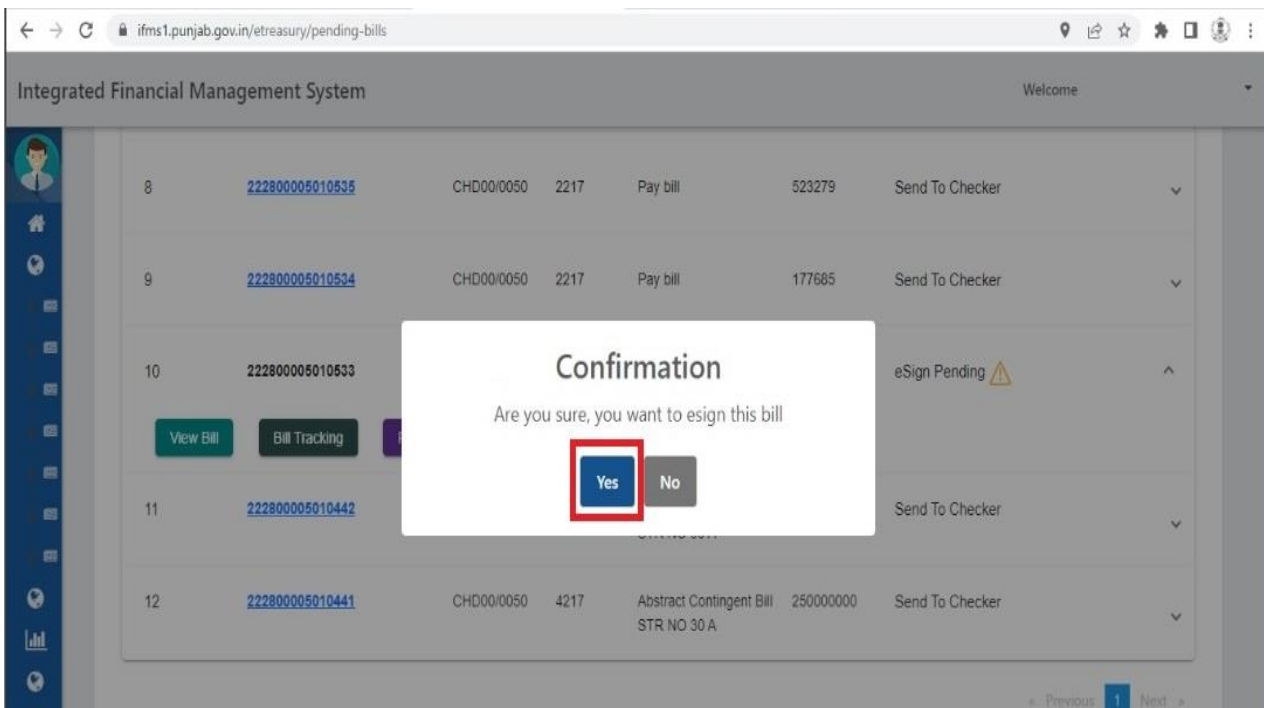 ifms1.punjab.gov.in/etreasury/pending-bills
Integrated Financial Management System
Welcome
8 222800005010535 CHD00/0050 2217 Pay bill 523279 Send To Checker
9 222800005010534 CHD00/0050 2217 Pay bill 177685 Send To Checker
10 222800005010533 eSign Pending
Confirmation
Are you sure, you want to esign this bill
Yes No
View Bill Bill Tracking
11 222800005010442 Send To Checker
12 222800005010441 CHD00/0050 4217 Abstract Contingent Bill 250000000 Send To Checker
STR NO 30 A
« Previous 1 Next »